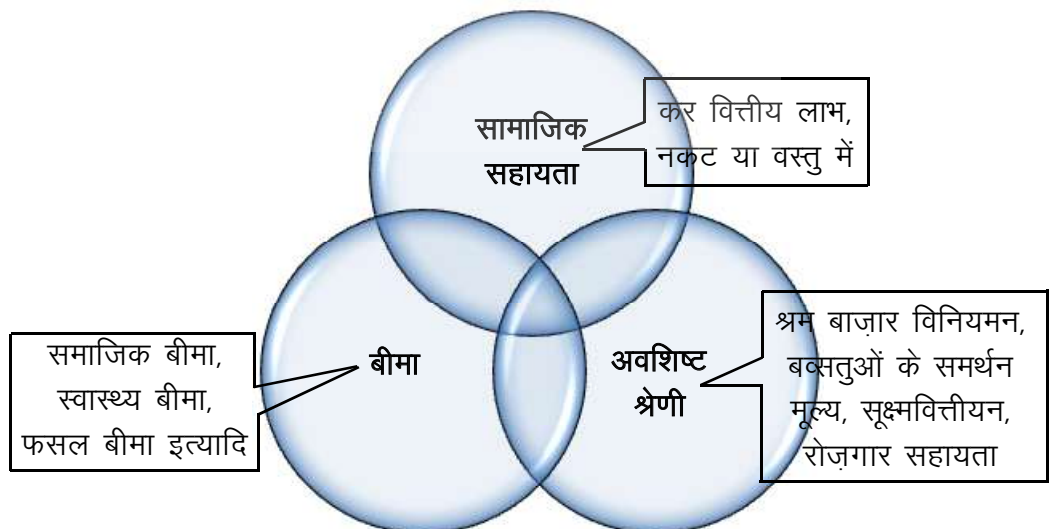 सामाजिक
सहायता
कर वित्तीय लाभ,
नकट या वस्तु में
समाजिक बीमा,
स्वास्थ्य बीमा,
फसल बीमा इत्यादि
बीमा
अवशिष्ट
श्रेणी
श्रम बाज़ार विनियमन,
बव्सतुओं के समर्थन
मूल्य, सूक्ष्मवित्तीयन,
रोज़गार सहायता